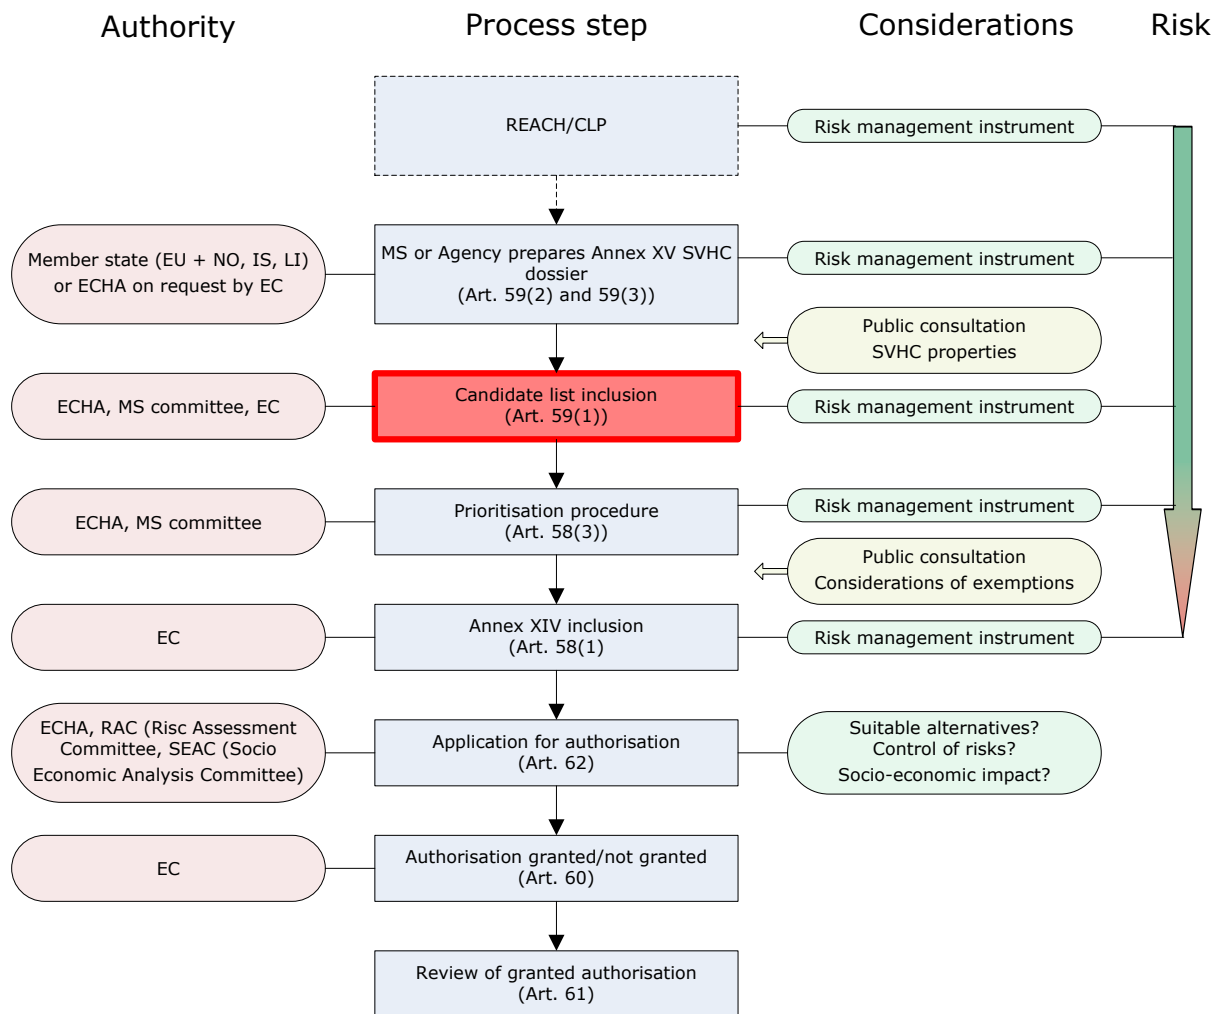 Authority
Process step
Considerations
Risk
REACH/CLP
Risk management instrument
Member state (EU + NO, IS, LI)
or ECHA on request by EC
MS or Agency prepares Annex XV SVHC
dossier
(Art. 59(2) and 59(3))
Risk management instrument
Public consultation
SVHC properties
ECHA, MS committee, EC
Candidate list inclusion
(Art. 59(1))
Risk management instrument
ECHA, MS committee
Prioritisation procedure
(Art. 58(3))
Risk management instrument
Public consultation
Considerations of exemptions
EC
Annex XIV inclusion
(Art. 58(1)
Risk management instrument
ECHA, RAC (Risc Assessment
Committee, SEAC (Socio
Economic Analysis Committee)
Application for authorisation
(Art. 62)
Suitable alternatives?
Control of risks?
Socio-economic impact?
EC
Authorisation granted/not granted
(Art. 60)
Review of granted authorisation
(Art. 61)